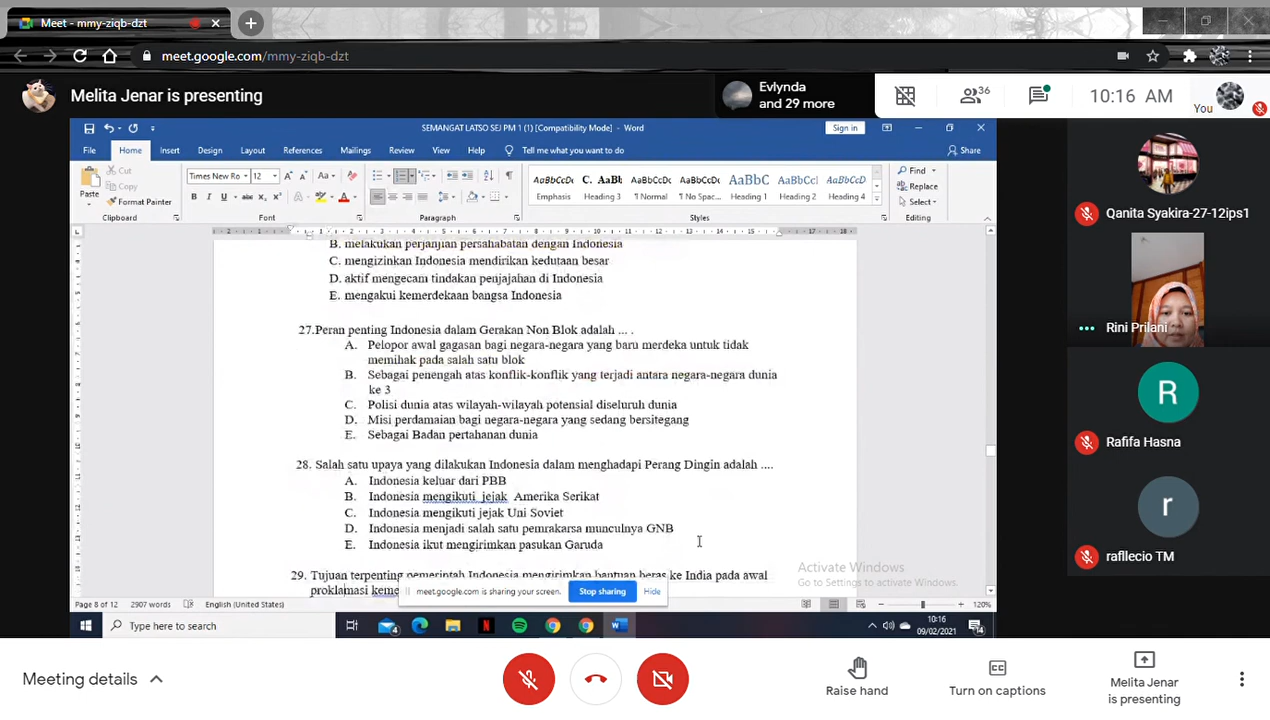 Meet - mmy-ziqb-dzt
meet.google.com/mmy-ziqb-dzt
Melita Jenar is presenting
Evlynda
and 29 more
36
10:16 AM
You
SEMANGAT LATSO SEJ PM 1 (1) [Compatibility Mode] - Word
Sign in
File Home Insert Design Layout References Mailings Review View Help Tell me what you want to do
Share
Paste
Cut
Copy
Format Painter
Clipboard
Times New Ro 12
Font
Paragraph
AaBbCcDc C. AaBb AaBbCcDc AaBbCcDc AaBbC AaBbCcI AaBbCcD
Emphasis Heading 3 ¶ Normal ¶ No Spac... Heading 1 Heading 2 Heading 4
Styles
Find
Replace
Select
Editing
B. melakukan perjanjian persahabatan dengan Indonesia
C. mengizinkan Indonesia mendirikan kedutaan besar
D. aktif mengecam tindakan penjajahan di Indonesia
E. mengakui kemerdekaan bangsa Indonesia
27.Peran penting Indonesia dalam Gerakan Non Blok adalah ... .
A. Pelopor awal gagasan bagi negara-negara yang baru merdeka untuk tidak
memihak pada salah satu blok
B. Sebagai penengah atas konflik-konflik yang terjadi antara negara-negara dunia
ke 3
C. Polisi dunia atas wilayah-wilayah potensial diseluruh dunia
D. Misi perdamaian bagi negara-negara yang sedang bersitegang
E. Sebagai Badan pertahanan dunia
28. Salah satu upaya yang dilakukan Indonesia dalam menghadapi Perang Dingin adalah ....
A. Indonesia keluar dari PBB
B. Indonesia mengikuti jejak Amerika Serikat
C. Indonesia mengikuti jejak Uni Soviet
D. Indonesia menjadi salah satu pemrakarsa munculnya GNB
E. Indonesia ikut mengirimkan pasukan Garuda
29. Tujuan terpenting pemerintah Indonesia mengirimkan bantuan beras ke India pada awal
proklamasi keme
meet.google.com is sharing your screen. Stop sharing Hide
Activate Windows
Go to Settings to activate Windows.
Page 8 of 12 2907 words English (United States)
120%
Type here to search
4
10:16
09/02/2021
14
Qanita Syakira-27-12ips1
Rini Prilani
R
Rafifa Hasna
r
rafllecio TM
Meeting details
Raise hand
Turn on captions
Melita Jenar
is presenting